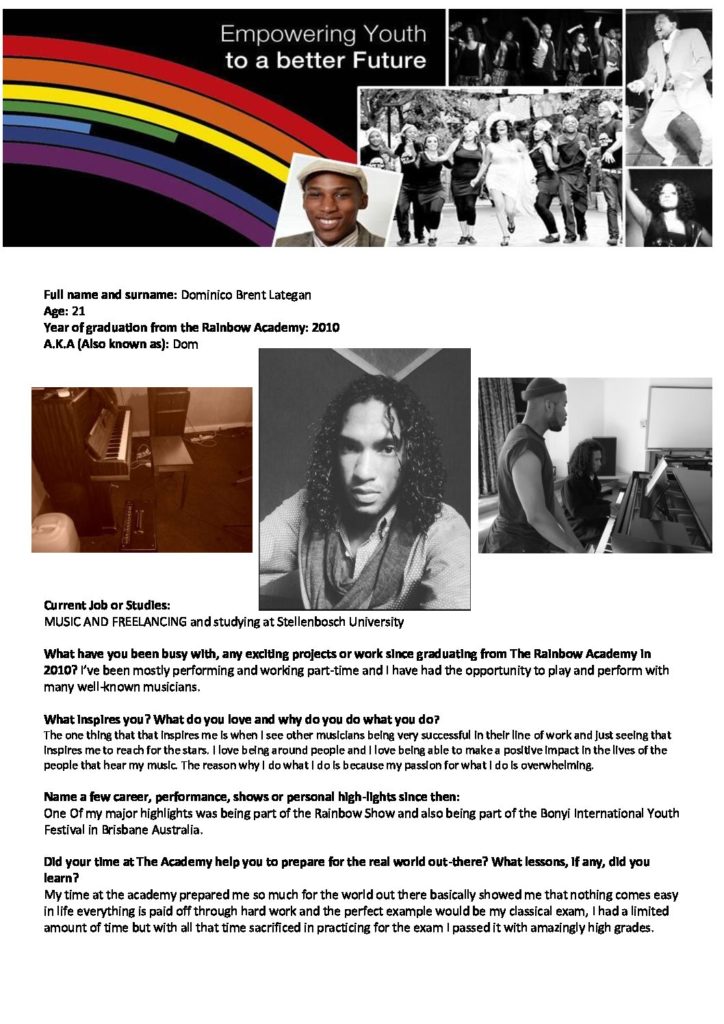 Empowering Youth
to a better Future
Full name and surname: Dominico Brent Lategan
Age: 21
Year of graduation from the Rainbow Academy: 2010
A.K.A (Also known as): Dom
Current Job or Studies:
MUSIC AND FREELANCING and studying at Stellenbosch University
What have you been busy with, any exciting projects or work since graduating from The Rainbow Academy in
2010? I've been mostly performing and working part-time and I have had the opportunity to play and perform with
many well-known musicians.
What inspires you? What do you love and why do you do what you do?
The one thing that that inspires me is when I see other musicians being very successful in their line of work and just seeing that
inspires me to reach for the stars. I love being around people and I love being able to make a positive impact in the lives of the
people that hear my music. The reason why I do what I do is because my passion for what I do is overwhelming.
Name a few career, performance, shows or personal high-lights since then:
One Of my major highlights was being part of the Rainbow Show and also being part of the Bonyi International Youth
Festival in Brisbane Australia.
Did your time at The Academy help you to prepare for the real world out-there? What lessons, if any, did you
learn?
My time at the academy prepared me so much for the world out there basically showed me that nothing comes easy
in life everything is paid off through hard work and the perfect example would be my classical exam, I had a limited
amount of time but with all that time sacrificed in practicing for the exam I passed it with amazingly high grades.